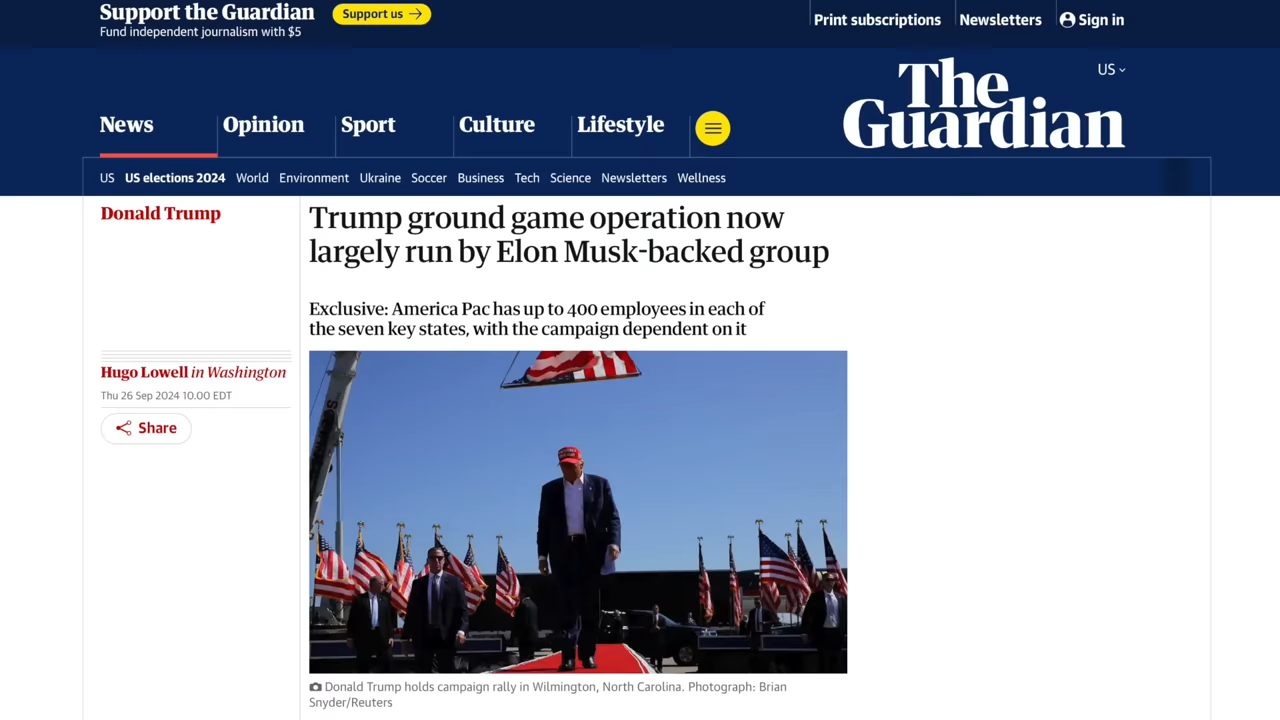 Support the Guardian
Fund independent journalism with $5
Support us
Print subscriptions
Newsletters
Sign in
US
The
Guardian
News
Opinion
Sport
Culture
Lifestyle
US
US elections 2024
World
Environment
Ukraine
Soccer
Business
Tech
Science
Newsletters
Wellness
Donald Trump
Trump ground game operation now
largely run by Elon Musk-backed group
Exclusive: America Pac has up to 400 employees in each of
the seven key states, with the campaign dependent on it
Hugo Lowell in Washington
Thu 26 Sep 2024 10.00 EDT
Share
Donald Trump holds campaign rally in Wilmington, North Carolina. Photograph: Brian
Snyder/Reuters